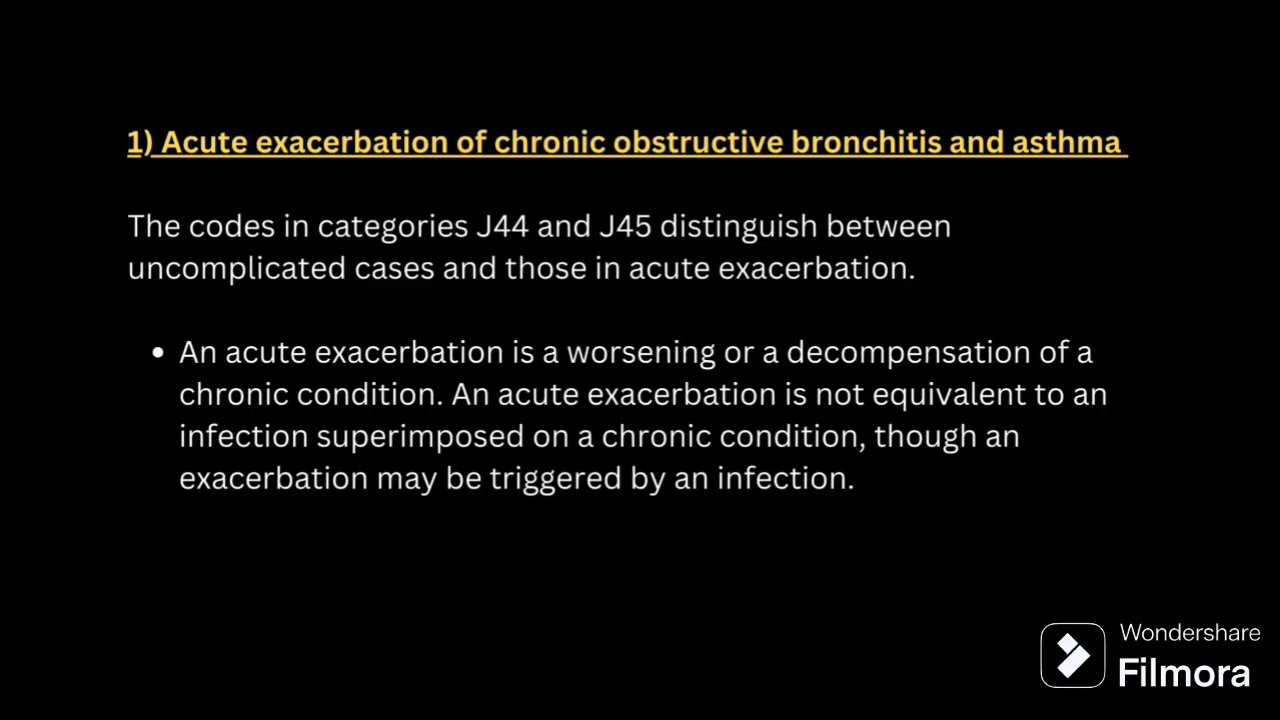 1) Acute exacerbation of chronic obstructive bronchitis and asthma
The codes in categories J44 and J45 distinguish between
uncomplicated cases and those in acute exacerbation.
• An acute exacerbation is a worsening or a decompensation of a
chronic condition. An acute exacerbation is not equivalent to an
infection superimposed on a chronic condition, though an
exacerbation may be triggered by an infection.
Wondershare
Filmora